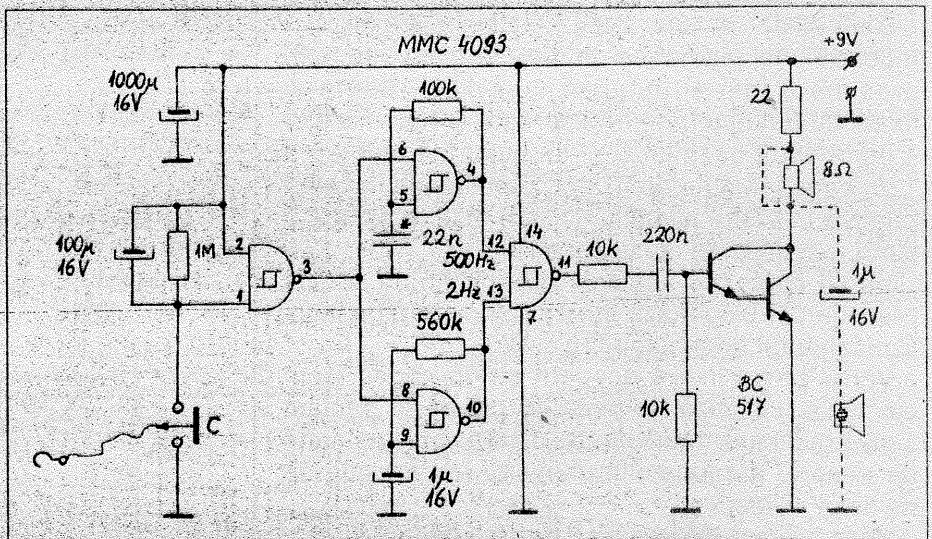 MMC 4093
+9V
1000µ
16V
100k
22
8Ω
6
4
5
*
22n
12
500Hz
14
2Hz
13
11
10k
220n
7
100µ
16V
1M
2
3
1
1µ
16V
560k
8
10
9
C
10k
BC
517
1µ
16V